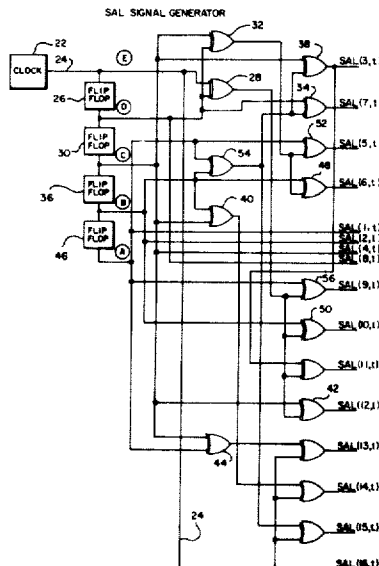 SAL SIGNAL GENERATOR
22
CLOCK
24
E
26
FLIP FLOP
D
30
FLIP FLOP
C
36
FLIP FLOP
B
46
FLIP FLOP
A
32
28
54
40
44
24
38
SAL(3,t)
34
SAL(7,t)
52
SAL(5,t)
48
SAL(6,t)
SAL(1,t)
SAL(2,t)
SAL(4,t)
SAL(8,t)
56
SAL(9,t)
50
SAL(10,t)
SAL(11,t)
42
SAL(12,t)
SAL(13,t)
SAL(14,t)
SAL(15,t)
SAL(16,t)